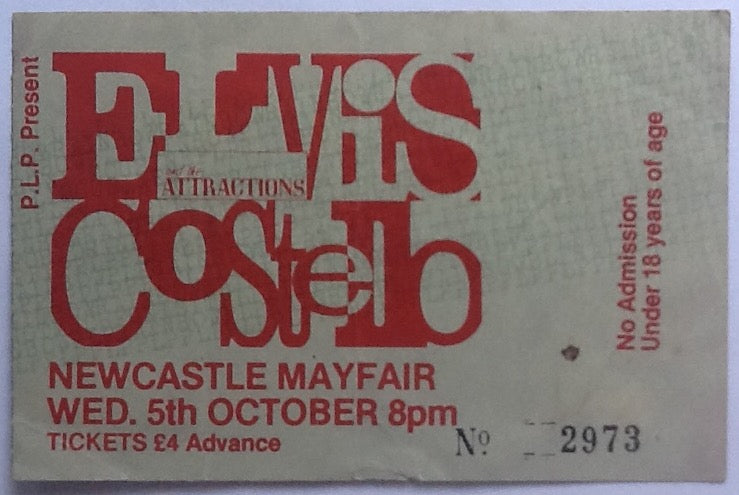 P.L.P. Present
ELViS
and the
ATTRACTIONS
Costello
NEWCASTLE MAYFAIR
WED. 5th OCTOBER 8pm
TICKETS £4 Advance
Nº 2973
No Admission
Under 18 years of age